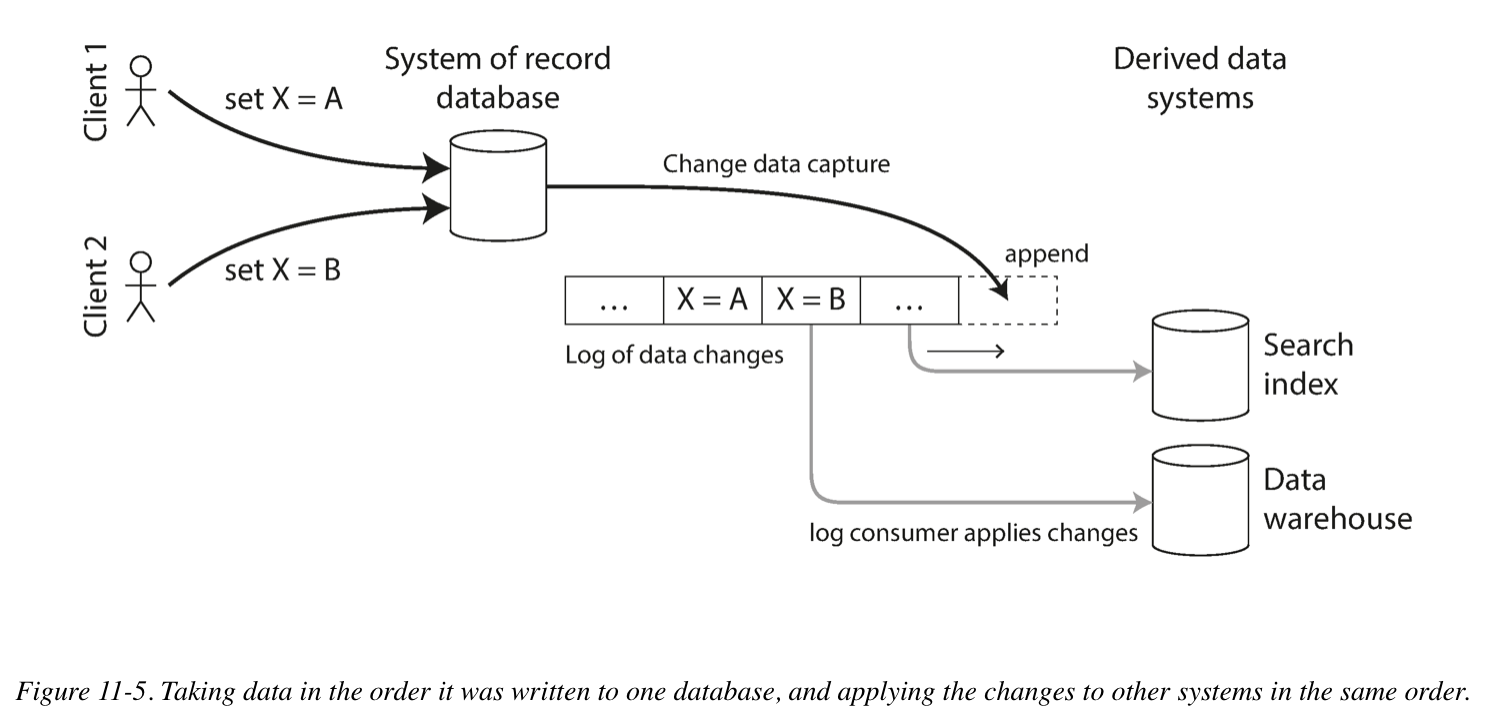 Client 1
set X = A
System of record
database
Derived data
systems
Change data capture
Client 2
set X = B
append
... X = A X = B ...
Log of data changes
Search
index
Data
warehouse
log consumer applies changes
Figure 11-5. Taking data in the order it was written to one database, and applying the changes to other systems in the same order.